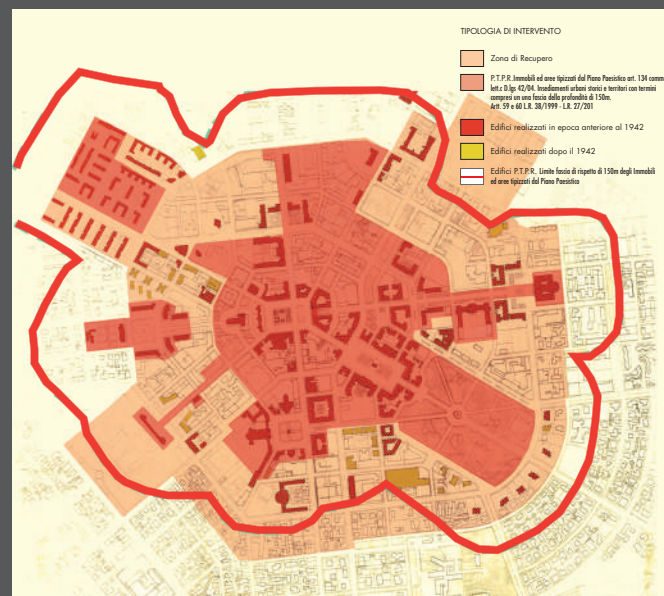 TIPOLOGIA DI INTERVENTO
Zona di Recupero
P.T.P.R. Immobili ed aree tipizzati dal Piano Paesistico art. 134 comm
lett.c D.lgs 42/04. Insediamenti urbani storici e territori con termini
compresi un una fascia della profondità di 150m.
Art. 59 e 60 L.R. 38/1999 - L.R. 27/201
Edifici realizzati in epoca anteriore al 1942
Edifici realizzati dopo il 1942
Edifici P.T.P.R. Limite fascia di rispetto di 150m degli Immobili
ed aree tipizzati dal Piano Paesistico